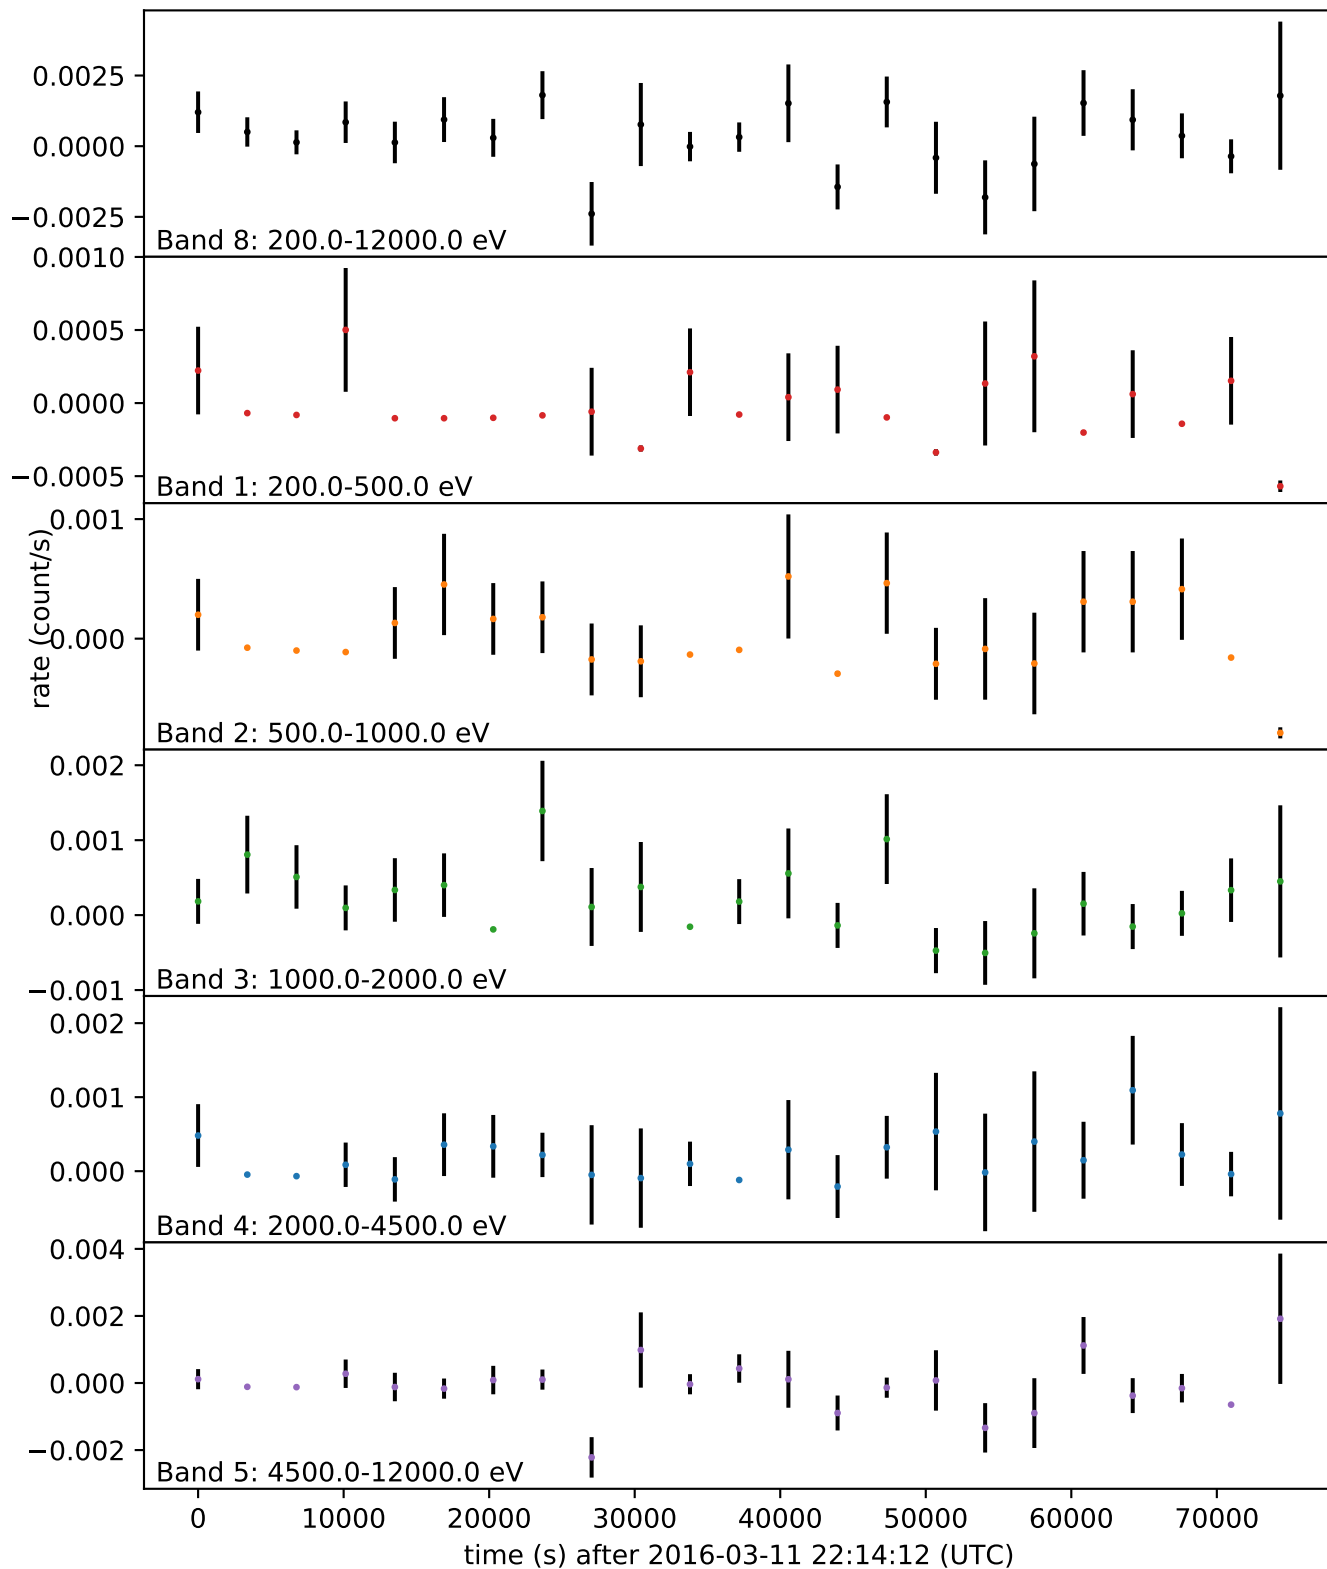 0.0025
0.0000
−0.0025
Band 8: 200.0-12000.0 eV
0.0010
0.0005
0.0000
−0.0005
Band 1: 200.0-500.0 eV
0.001
0.000
Band 2: 500.0-1000.0 eV
rate (count/s)
0.002
0.001
0.000
−0.001
Band 3: 1000.0-2000.0 eV
0.002
0.001
0.000
Band 4: 2000.0-4500.0 eV
0.004
0.002
0.000
−0.002
Band 5: 4500.0-12000.0 eV
0 10000 20000 30000 40000 50000 60000 70000
time (s) after 2016-03-11 22:14:12 (UTC)